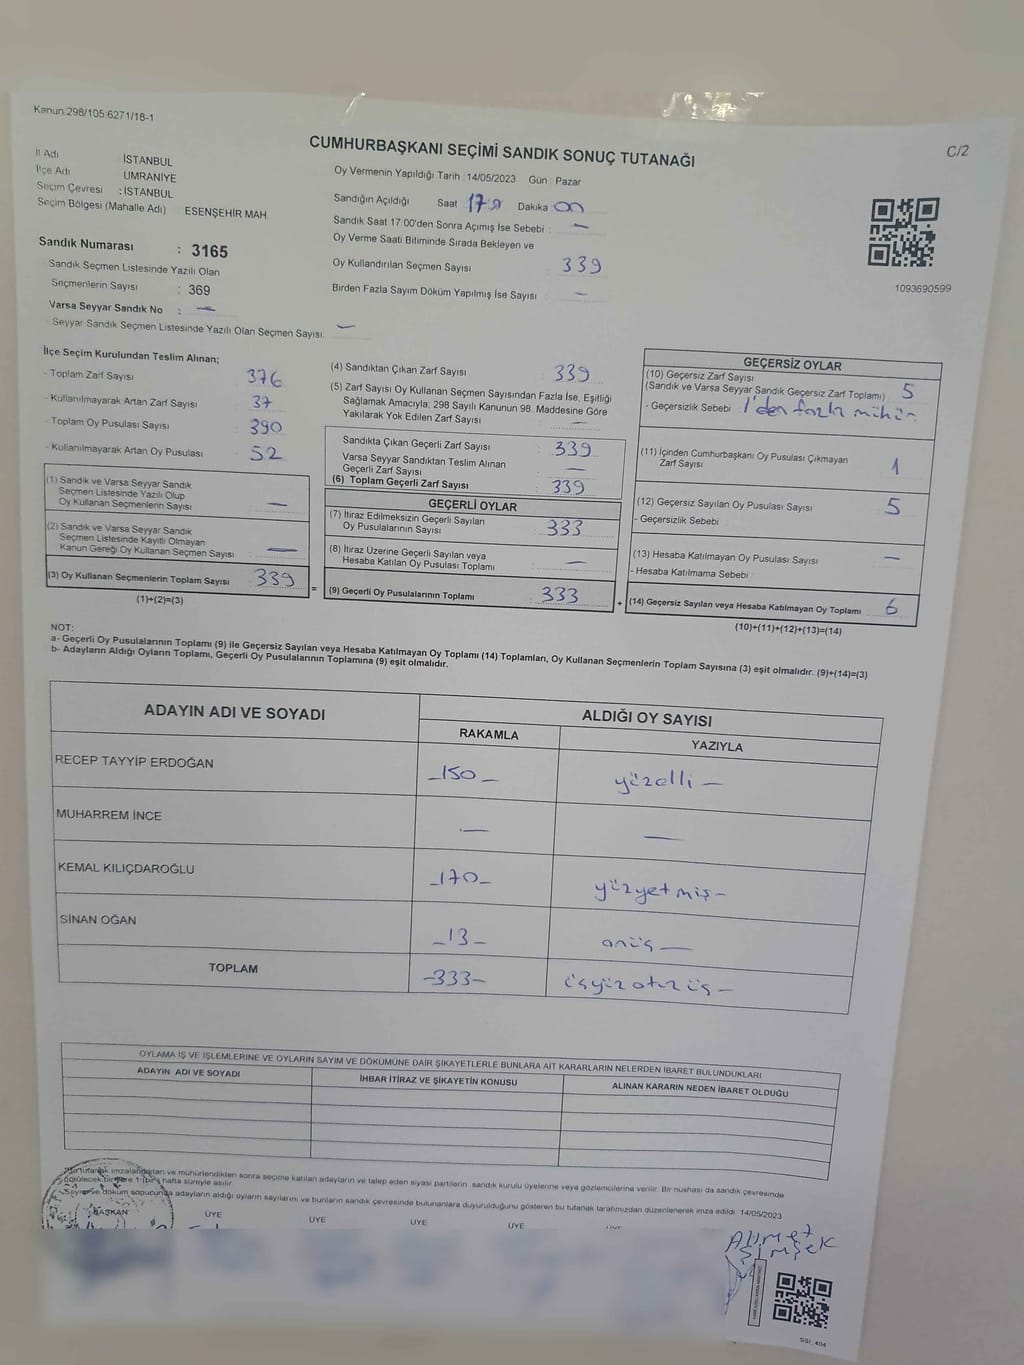 Kanun:298/105:6271/18-1
C/2
CUMHURBAŞKANI SEÇİMİ SANDIK SONUÇ TUTANAĞI
İl Adı İSTANBUL
İlçe Adı ÜMRANİYE
Seçim Çevresi : İSTANBUL
Seçim Bölgesi (Mahalle Adı) ESENŞEHİR MAH
Sandık Numarası : 3165
Sandık Seçmen Listesinde Yazılı Olan
Seçmenlerin Sayısı : 369
Varsa Seyyar Sandık No : —
Seyyar Sandık Seçmen Listesinde Yazılı Olan Seçmen Sayısı: —
Oy Vermenin Yapıldığı Tarih :14/05/2023 Gün : Pazar
Sandığın Açıldığı Saat Dakika
Sandık Saat 17:00'den Sonra Açımış İse Sebebi : —
Oy Verme Saati Bitiminde Sırada Bekleyen ve
Oy Kullandırılan Seçmen Sayısı : 339
Birden Fazla Sayım Döküm Yapılmış İse Sayısı : —
1093690599
İlçe Seçim Kurulundan Teslim Alınan;
- Toplam Zarf Sayısı 376
- Kullanılmayarak Artan Zarf Sayısı 37
- Toplam Oy Pusulası Sayısı 390
- Kullanılmayarak Artan Oy Pusulası 52
(1) Sandık ve Varsa Seyyar Sandık
Seçmen Listesinde Yazılı Olup
Oy Kullanan Seçmenlerin Sayısı —
(2) Sandık ve Varsa Seyyar Sandık
Seçmen Listesinde Kayıtlı Olmayan
Kanun Gereği Oy Kullanan Seçmen Sayısı —
(3) Oy Kullanan Seçmenlerin Toplam Sayısı 339 =
(1)+(2)=(3)
(4) Sandıktan Çıkan Zarf Sayısı : 339
(5) Zarf Sayısı Oy Kullanan Seçmen Sayısından Fazla İse, Eşitliği
Sağlamak Amacıyla; 298 Sayılı Kanunun 98. Maddesine Göre
Yakılarak Yok Edilen Zarf Sayısı : —
Sandıkta Çıkan Geçerli Zarf Sayısı : 339
Varsa Seyyar Sandıktan Teslim Alınan
Geçerli Zarf Sayısı : —
(6) Toplam Geçerli Zarf Sayısı : 339
GEÇERLİ OYLAR
(7) İtiraz Edilmeksizin Geçerli Sayılan
Oy Pusulalarının Sayısı : 333
(8) İtiraz Üzerine Geçerli Sayılan veya
Hesaba Katılan Oy Pusulası Toplamı : —
(9) Geçerli Oy Pusulalarının Toplamı : 333 +
GEÇERSİZ OYLAR
(10) Geçersiz Zarf Sayısı
(Sandık ve Varsa Seyyar Sandık Geçersiz Zarf Toplamı) : 5
- Geçersizlik Sebebi : 1'den fazla mühür
(11) İçinden Cumhurbaşkanı Oy Pusulası Çıkmayan
Zarf Sayısı : 1
(12) Geçersiz Sayılan Oy Pusulası Sayısı : 5
- Geçersizlik Sebebi :
(13) Hesaba Katılmayan Oy Pusulası Sayısı : —
- Hesaba Katılmama Sebebi :
(14) Geçersiz Sayılan veya Hesaba Katılmayan Oy Toplamı : 6
(10)+(11)+(12)+(13)=(14)
NOT:
a- Geçerli Oy Pusulalarının Toplamı (9) ile Geçersiz Sayılan veya Hesaba Katılmayan Oy Toplamı (14) Toplamları, Oy Kullanan Seçmenlerin Toplam Sayısına (3) eşit olmalıdır. (9)+(14)=(3)
b- Adayların Aldığı Oyların Toplamı, Geçerli Oy Pusulalarının Toplamına (9) eşit olmalıdır.
ADAYIN ADI VE SOYADI ALDIĞI OY SAYISI
RAKAMLA YAZIYLA
RECEP TAYYİP ERDOĞAN —150— yüzelli —
MUHARREM İNCE — —
KEMAL KILIÇDAROĞLU —170— yüzyetmiş —
SİNAN OĞAN —13— onüç —
TOPLAM —333— üçyüzotuzüç —
OYLAMA İŞ VE İŞLEMLERİNE VE OYLARIN SAYIM VE DÖKÜMÜNE DAİR ŞİKAYETLERLE BUNLARA AİT KARARLARIN NELERDEN İBARET BULUNDUKLARI
ADAYIN ADI VE SOYADI İHBAR İTİRAZ VE ŞİKAYETİN KONUSU ALINAN KARARIN NEDEN İBARET OLDUĞU
tutanak imzalandıktan ve mühürlendikten sonra seçime katılan adayların ve talep eden siyasi partilerin sandık kurulu üyelerine veya gözlemcilerine verilir. Bir nüshası da sandık çevresinde
görülecek bir yere 1 (bir) hafta süreyle asılır.
Sayım ve döküm sonucunda adayların aldığı oyların sayılarını ve bunların sandık çevresinde bulunanlara duyurulduğunu gösteren bu tutanak tarafımızdan düzenlenerek imza edildi. 14/05/2023
BAŞKAN ÜYE ÜYE ÜYE ÜYE ÜYE
Ahmet
ŞİMŞEK